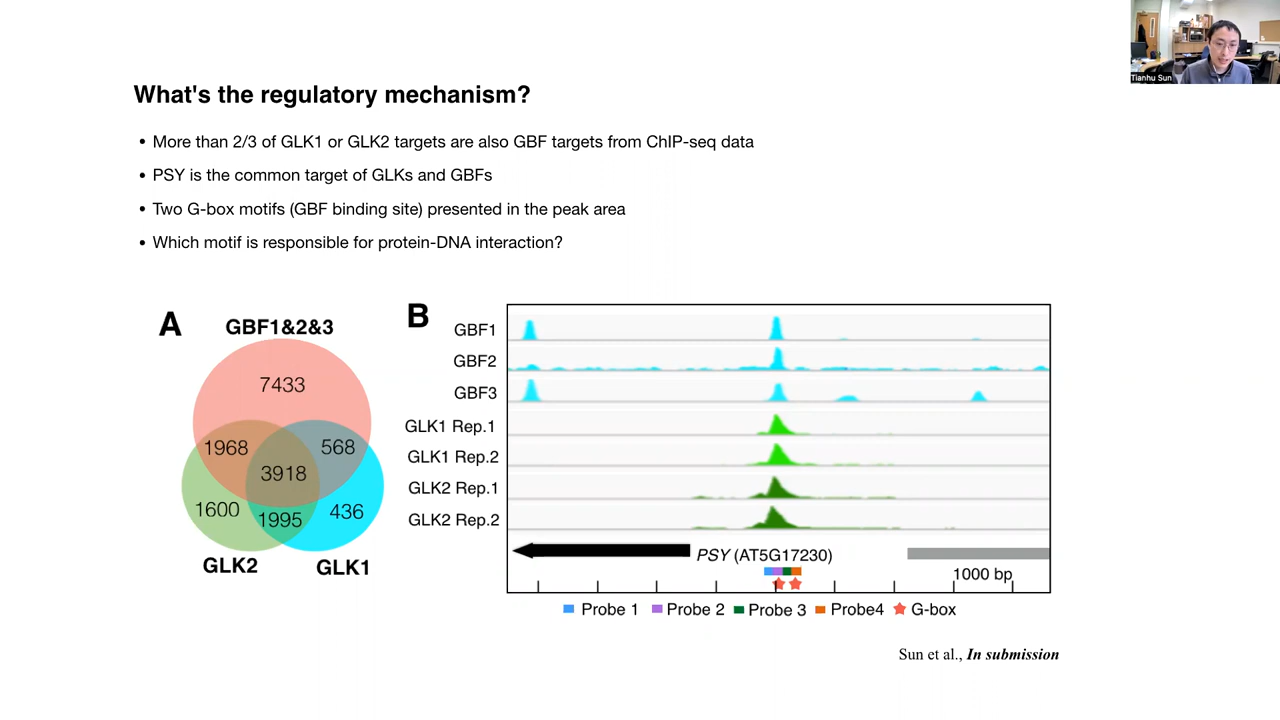 Tianhu Sun
What's the regulatory mechanism?
• More than 2/3 of GLK1 or GLK2 targets are also GBF targets from ChIP-seq data
• PSY is the common target of GLKs and GBFs
• Two G-box motifs (GBF binding site) presented in the peak area
• Which motif is responsible for protein-DNA interaction?
A
GBF1&2&3
7433
1968
568
3918
1600
1995
436
GLK2
GLK1
B
GBF1
GBF2
GBF3
GLK1 Rep.1
GLK1 Rep.2
GLK2 Rep.1
GLK2 Rep.2
PSY (AT5G17230)
1000 bp
Probe 1 Probe 2 Probe 3 Probe4 G-box
Sun et al., In submission